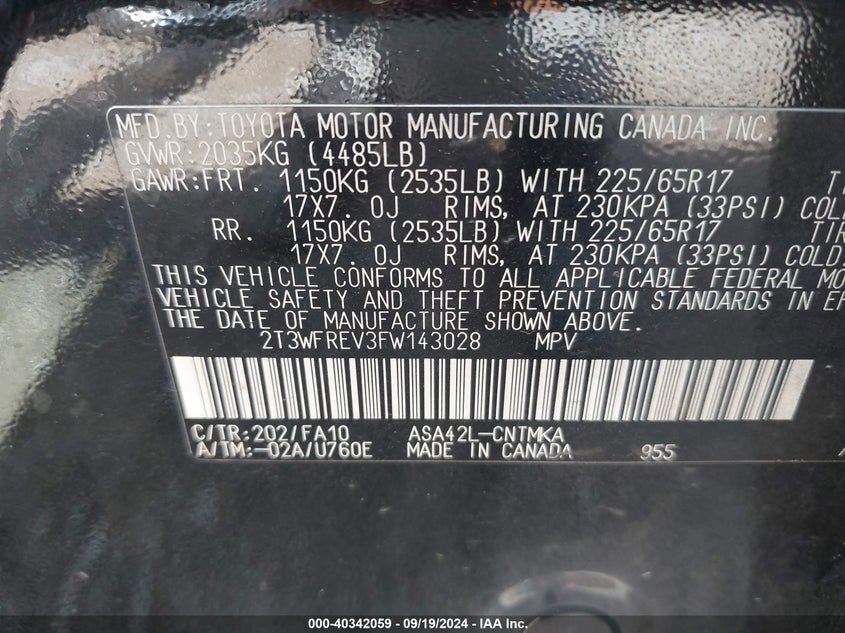 MFD.BY:TOYOTA MOTOR MANUFACTURING CANADA INC.
GVWR:2035KG (4485LB)
GAWR:FRT. 1150KG (2535LB) WITH 225/65R17
17X7.0J RIMS, AT 230KPA (33PSI) COLD
RR. 1150KG (2535LB) WITH 225/65R17 TIR
17X7.0J RIMS, AT 230KPA (33PSI) COLD
THIS VEHICLE CONFORMS TO ALL APPLICABLE FEDERAL MO
VEHICLE SAFETY AND THEFT PREVENTION STANDARDS IN EF
THE DATE OF MANUFACTURE SHOWN ABOVE.
2T3WFREV3FW143028 MPV
C/TR:202/FA10 ASA42L-CNTMKA
A/TM:-02A/U760E MADE IN CANADA 955
000-40342059 - 09/19/2024 - IAA Inc.